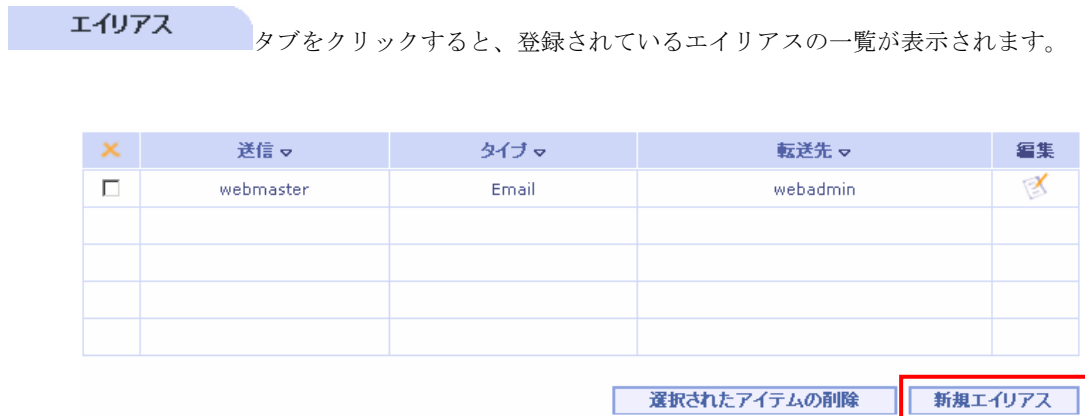 エイリアス タブをクリックすると、登録されているエイリアスの一覧が表示されます。
送信 タイプ 転送先 編集
webmaster Email webadmin
選択されたアイテムの削除 新規エイリアス